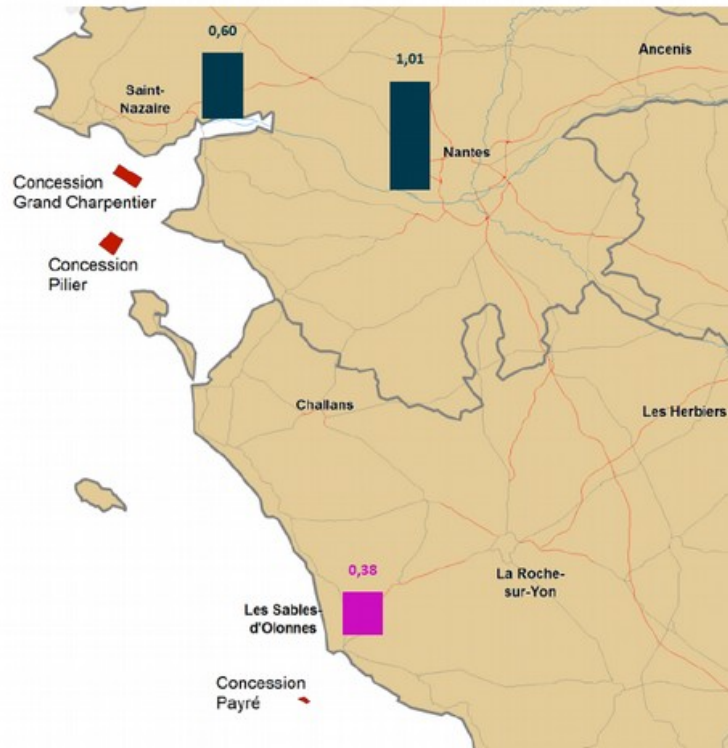 0,60
1,01
Ancenis
Saint-
Nazaire
Nantes
Concession
Grand Charpentier
Concession
Pilier
Challans
Les Herbiers
0,38
La Roche-
sur-Yon
Les Sables-
d'Olonnes
Concession
Payré